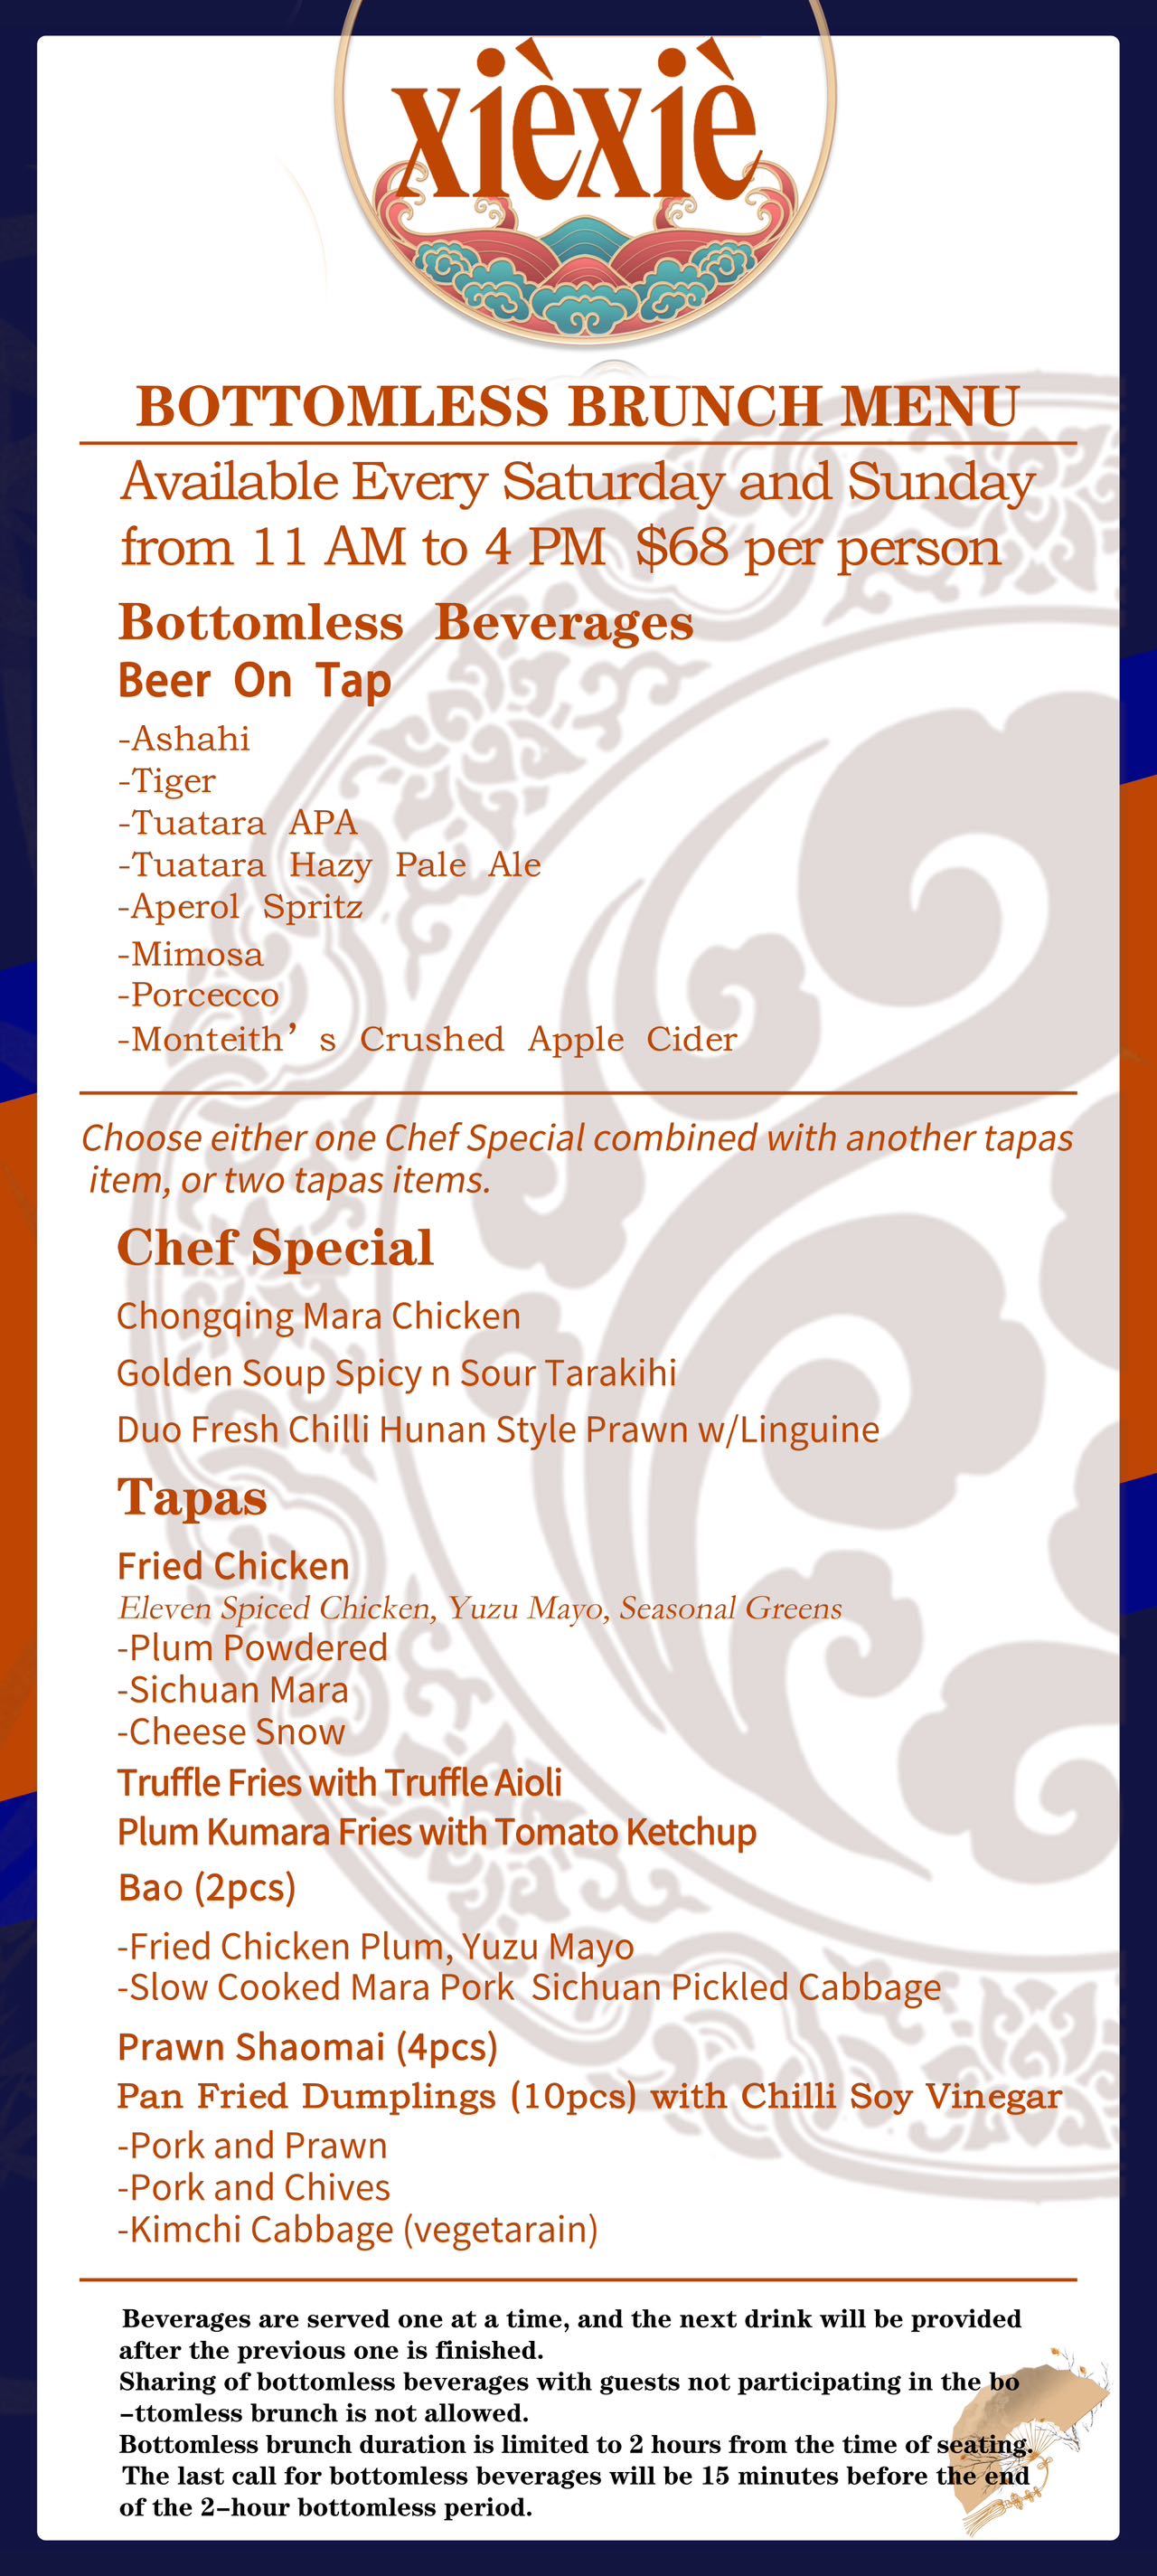 xièxiè
BOTTOMLESS BRUNCH MENU
Available Every Saturday and Sunday
from 11 AM to 4 PM $68 per person
Bottomless Beverages
Beer On Tap
-Ashahi
-Tiger
-Tuatara APA
-Tuatara Hazy Pale Ale
-Aperol Spritz
-Mimosa
-Porcecco
-Monteith’s Crushed Apple Cider
Choose either one Chef Special combined with another tapas
item, or two tapas items.
Chef Special
Chongqing Mara Chicken
Golden Soup Spicy n Sour Tarakihi
Duo Fresh Chilli Hunan Style Prawn w/Linguine
Tapas
Fried Chicken
Eleven Spiced Chicken, Yuzu Mayo, Seasonal Greens
-Plum Powdered
-Sichuan Mara
-Cheese Snow
Truffle Fries with Truffle Aioli
Plum Kumara Fries with Tomato Ketchup
Bao (2pcs)
-Fried Chicken Plum, Yuzu Mayo
-Slow Cooked Mara Pork Sichuan Pickled Cabbage
Prawn Shaomai (4pcs)
Pan Fried Dumplings (10pcs) with Chilli Soy Vinegar
-Pork and Prawn
-Pork and Chives
-Kimchi Cabbage (vegetarain)
Beverages are served one at a time, and the next drink will be provided
after the previous one is finished.
Sharing of bottomless beverages with guests not participating in the bo
-ttomless brunch is not allowed.
Bottomless brunch duration is limited to 2 hours from the time of seating.
The last call for bottomless beverages will be 15 minutes before the end
of the 2-hour bottomless period.